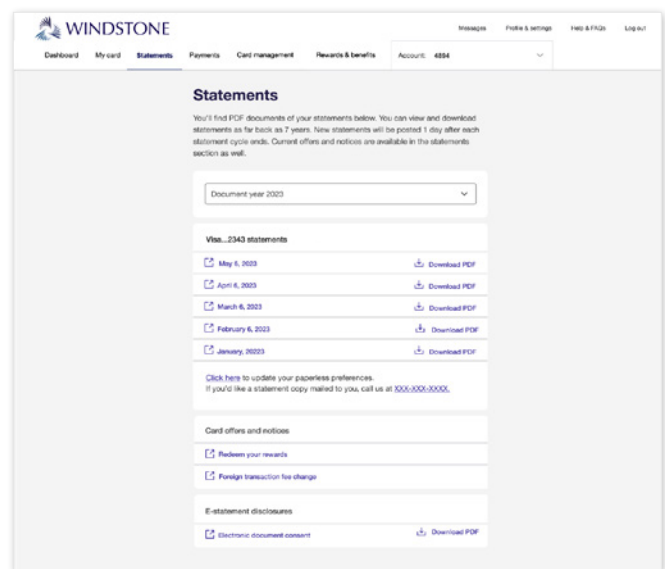 WINDSTONE
Messages Profile & settings Help & FAQs Log out
Dashboard My card Statements Payments Card management Rewards & benefits Account: 4894
Statements
You'll find PDF documents of your statements below. You can view and download
statements as far back as 7 years. New statements will be posted 1 day after each
statement cycle ends. Current offers and notices are available in the statements
section as well.
Document year 2023
Visa...2343 statements
May 6, 2023 Download PDF
April 6, 2023 Download PDF
March 6, 2023 Download PDF
February 6, 2023 Download PDF
January, 20223 Download PDF
Click here to update your paperless preferences.
If you'd like a statement copy mailed to you, call us at XXX-XXX-XXXX.
Card offers and notices
Redeem your rewards
Foreign transaction fee change
E-statement disclosures
Electronic document consent Download PDF